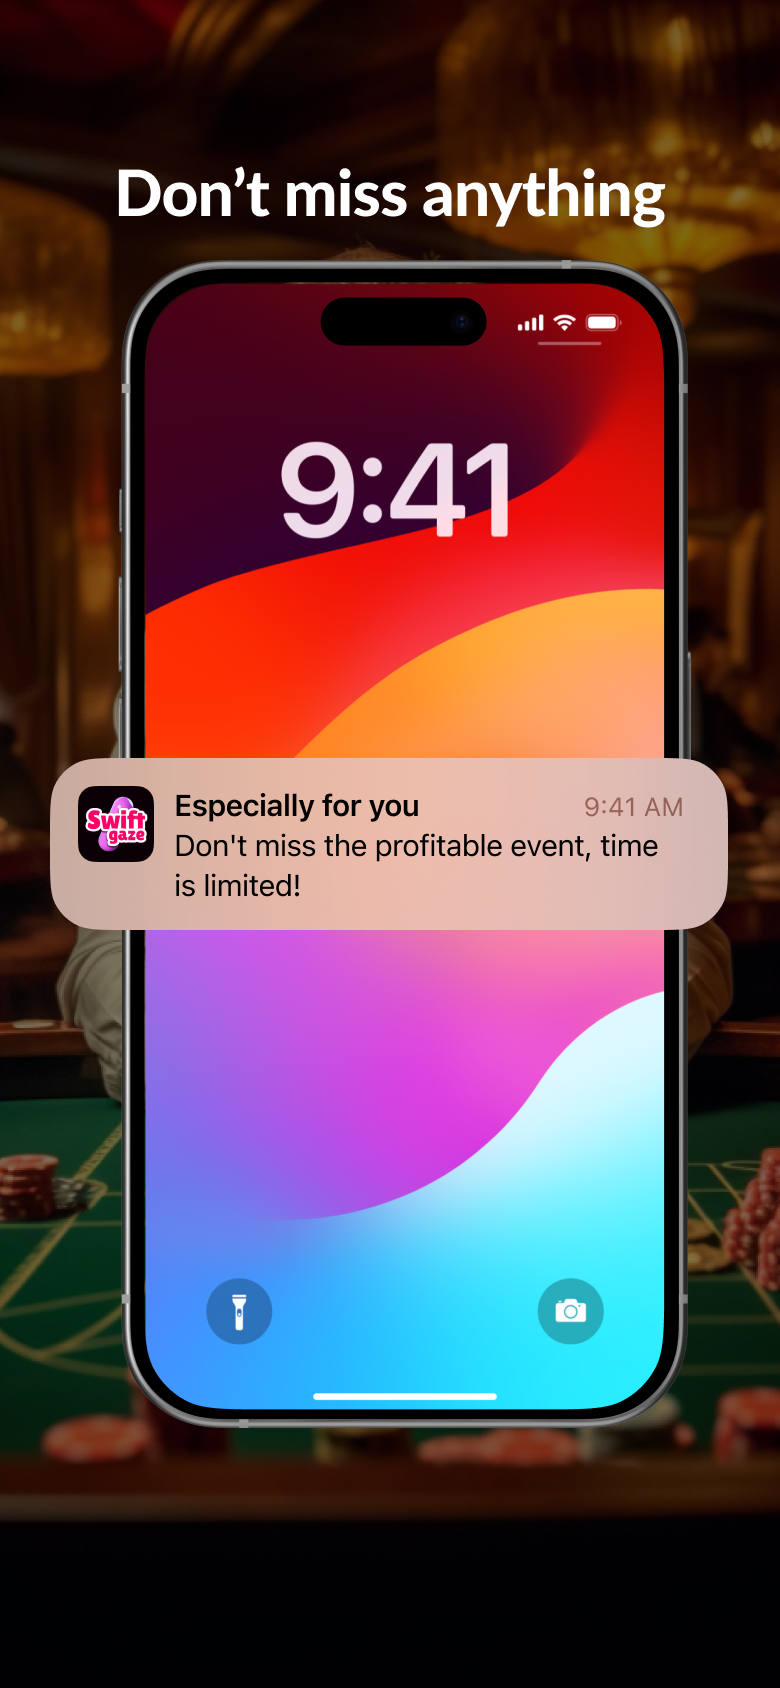 Don’t miss anything
9:41
Swift
gaze
Especially for you
9:41 AM
Don't miss the profitable event, time
is limited!